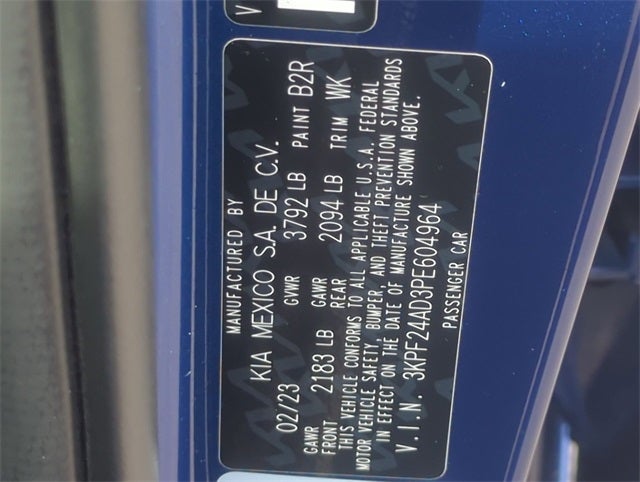 V
MANUFACTURED BY
KIA MEXICO S.A. DE C.V.
02/23 GVWR 3792 LB PAINT B2R
GAWR FRONT 2183 LB GAWR REAR 2094 LB TRIM WK
THIS VEHICLE CONFORMS TO ALL APPLICABLE U.S.A. FEDERAL
MOTOR VEHICLE SAFETY, BUMPER, AND THEFT PREVENTION STANDARDS
IN EFFECT ON THE DATE OF MANUFACTURE SHOWN ABOVE.
V.I.N. 3KPF24AD3PE604964
PASSENGER CAR